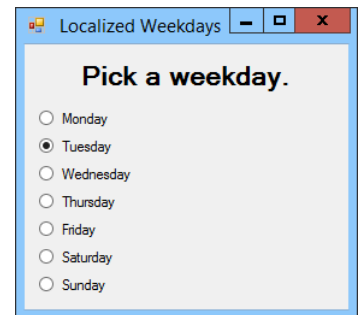 Localized Weekdays
Pick a weekday.
Monday
Tuesday
Wednesday
Thursday
Friday
Saturday
Sunday